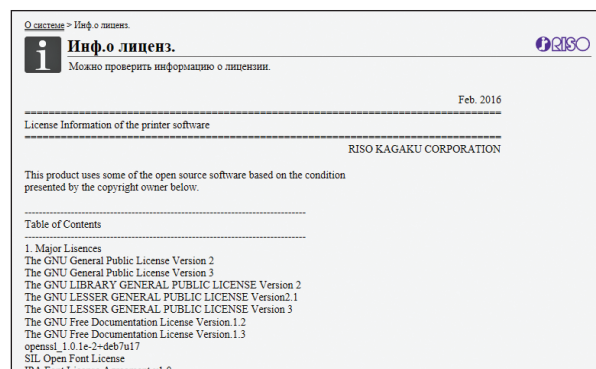 О системе > Инф.о лиценз.
Инф.о лиценз.
RISO
Можно проверить информацию о лицензии.
Feb. 2016
License Information of the printer software
RISO KAGAKU CORPORATION
This product uses some of the open source software based on the condition
presented by the copyright owner below.
Table of Contents
1. Major Lisences
The GNU General Public License Version 2
The GNU General Public License Version 3
The GNU LIBRARY GENERAL PUBLIC LICENSE Version 2
The GNU LESSER GENERAL PUBLIC LICENSE Version2.1
The GNU LESSER GENERAL PUBLIC LICENSE Version 3
The GNU Free Documentation License Version.1.2
The GNU Free Documentation License Version.1.3
openssl_1.0.1e-2+deb7u17
SIL Open Font License